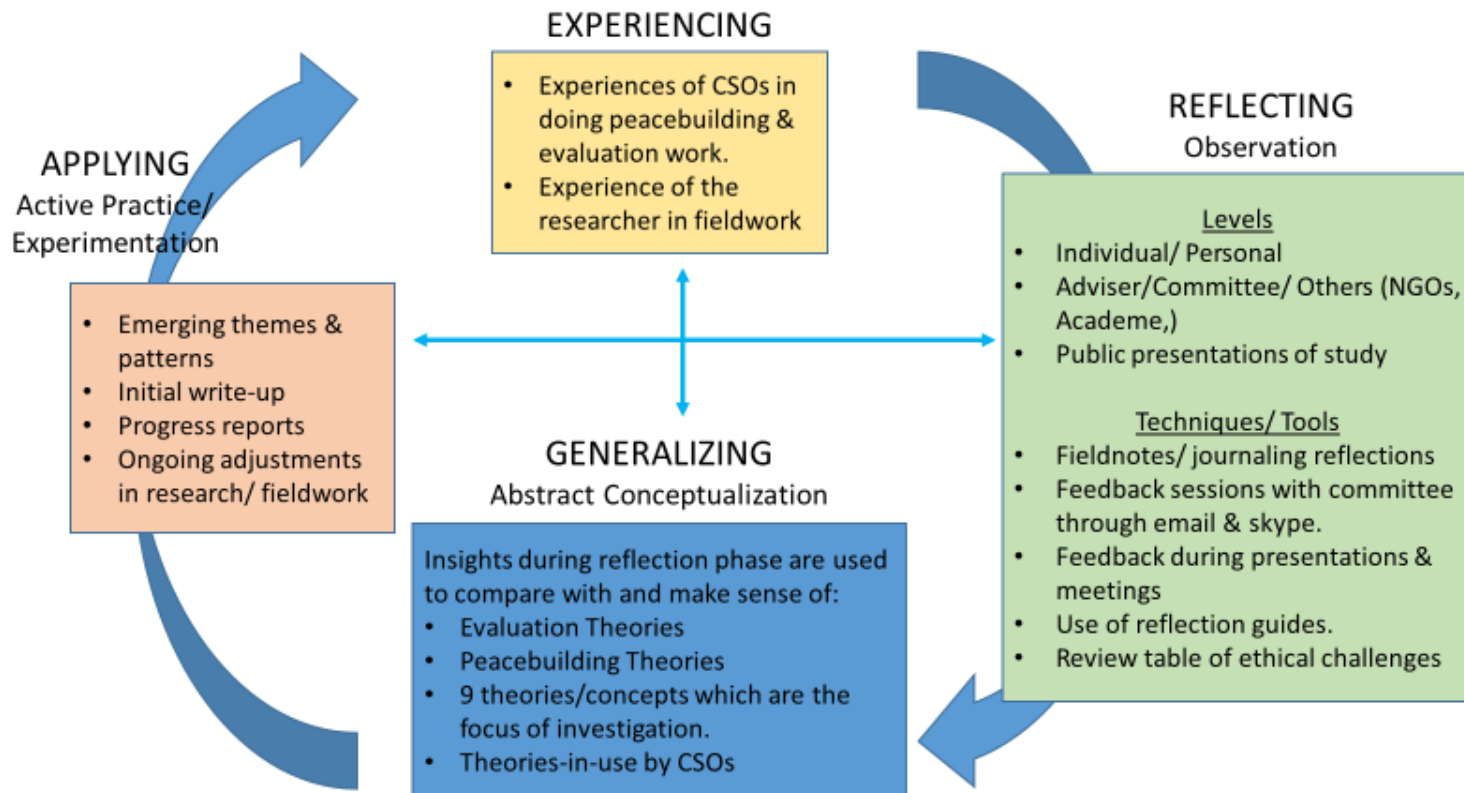 EXPERIENCING
• Experiences of CSOs in
doing peacebuilding &
evaluation work.
• Experience of the
researcher in fieldwork
REFLECTING
Observation
Levels
• Individual/ Personal
• Adviser/Committee/ Others (NGOs,
Academe,)
• Public presentations of study
Techniques/ Tools
• Fieldnotes/ journaling reflections
• Feedback sessions with committee
through email & skype.
• Feedback during presentations &
meetings
• Use of reflection guides.
• Review table of ethical challenges
GENERALIZING
Abstract Conceptualization
Insights during reflection phase are used
to compare with and make sense of:
• Evaluation Theories
• Peacebuilding Theories
• 9 theories/concepts which are the
focus of investigation.
• Theories-in-use by CSOs
APPLYING
Active Practice/
Experimentation
• Emerging themes &
patterns
• Initial write-up
• Progress reports
• Ongoing adjustments
in research/ fieldwork